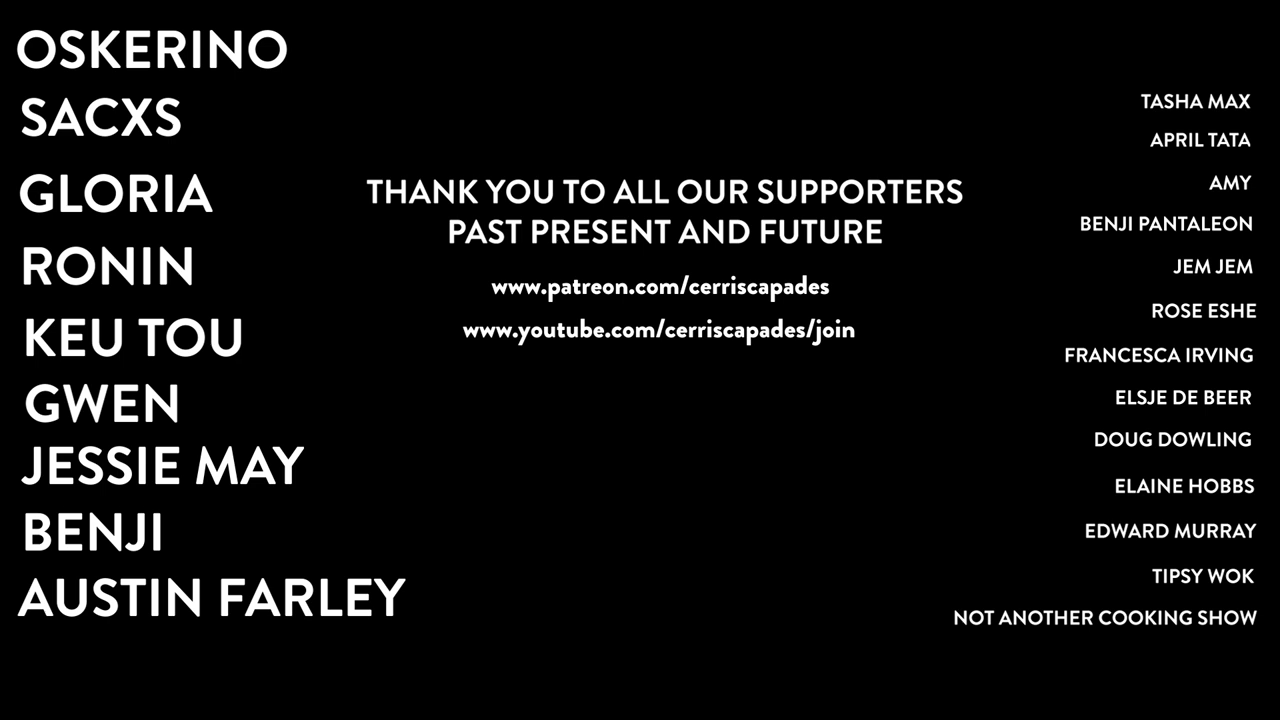 OSKERINO
SACXS
GLORIA
RONIN
KEU TOU
GWEN
JESSIE MAY
BENJI
AUSTIN FARLEY
THANK YOU TO ALL OUR SUPPORTERS
PAST PRESENT AND FUTURE
www.patreon.com/cerriscapades
www.youtube.com/cerriscapades/join
TASHA MAX
APRIL TATA
AMY
BENJI PANTALEON
JEM JEM
ROSE ESHE
FRANCESCA IRVING
ELSJE DE BEER
DOUG DOWLING
ELAINE HOBBS
EDWARD MURRAY
TIPSY WOK
NOT ANOTHER COOKING SHOW